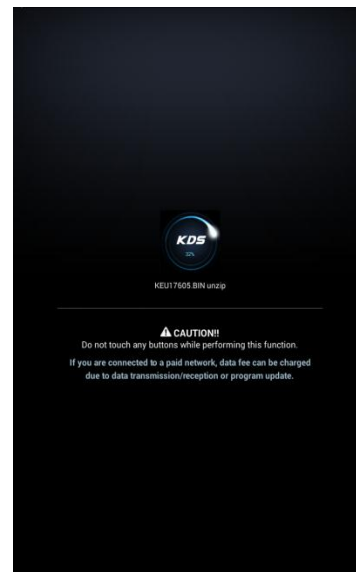 KDS
KEU17605.BIN unzip
CAUTION!!
Do not touch any buttons while performing this function.
If you are connected to a paid network, data fee can be charged
due to data transmission/reception or program update.